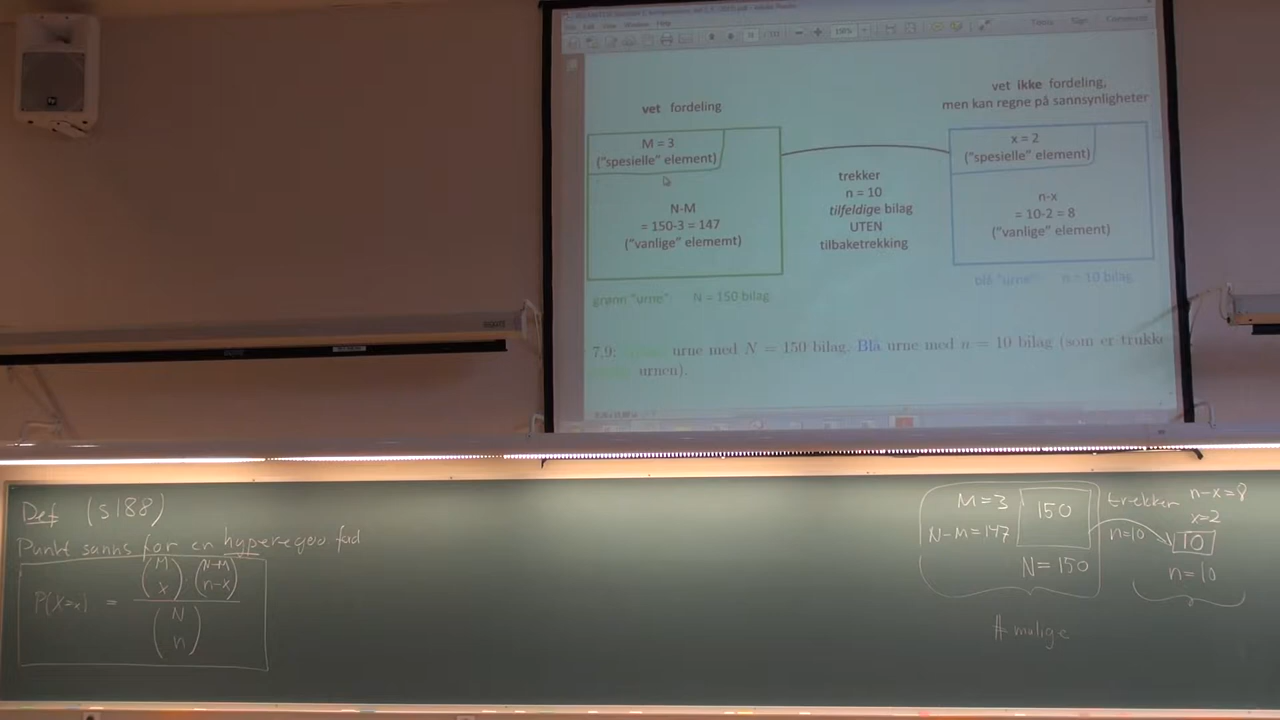 vet fordeling
M = 3
("spesielle" element)
N-M
= 150-3 = 147
("vanlige" elememt)
grønn "urne" N = 150 bilag
trekker
n = 10
tilfeldige bilag
UTEN
tilbaketrekking
vet ikke fordeling,
men kan regne på sannsynligheter
x = 2
("spesielle" element)
n-x
= 10-2 = 8
("vanlige" element)
blå "urne" n = 10 bilag
7.9: urne med N = 150 bilag. Blå urne med n = 10 bilag (som er trukke
urnen).
Def (s188)
Punkt sanns for en hypergeo fod
P(X=x) = (M x) · (N-M n-x) / (N n)
M=3 150
N-M=147
N=150
trekker
n=10
n-x=8
x=2
10
n=10
A mulige